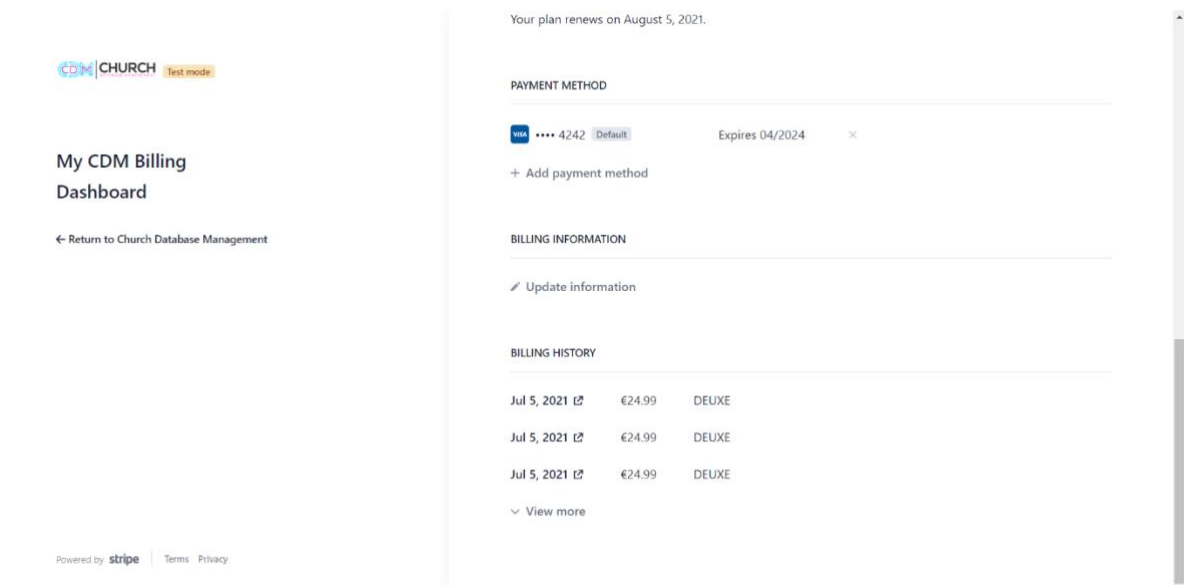 CDM CHURCH Test mode
My CDM Billing
Dashboard
← Return to Church Database Management
Powered by stripe Terms Privacy
Your plan renews on August 5, 2021.
PAYMENT METHOD
VISA •••• 4242 Default Expires 04/2024 ×
+ Add payment method
BILLING INFORMATION
Update information
BILLING HISTORY
Jul 5, 2021 €24.99 DEUXE
Jul 5, 2021 €24.99 DEUXE
Jul 5, 2021 €24.99 DEUXE
View more